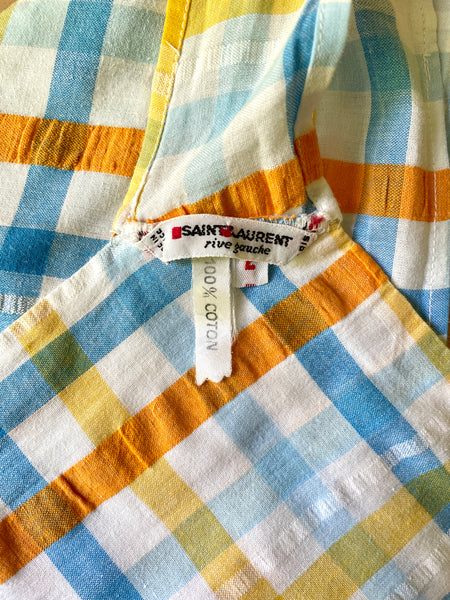 SAINT LAURENT
rive gauche
L
100% COTON